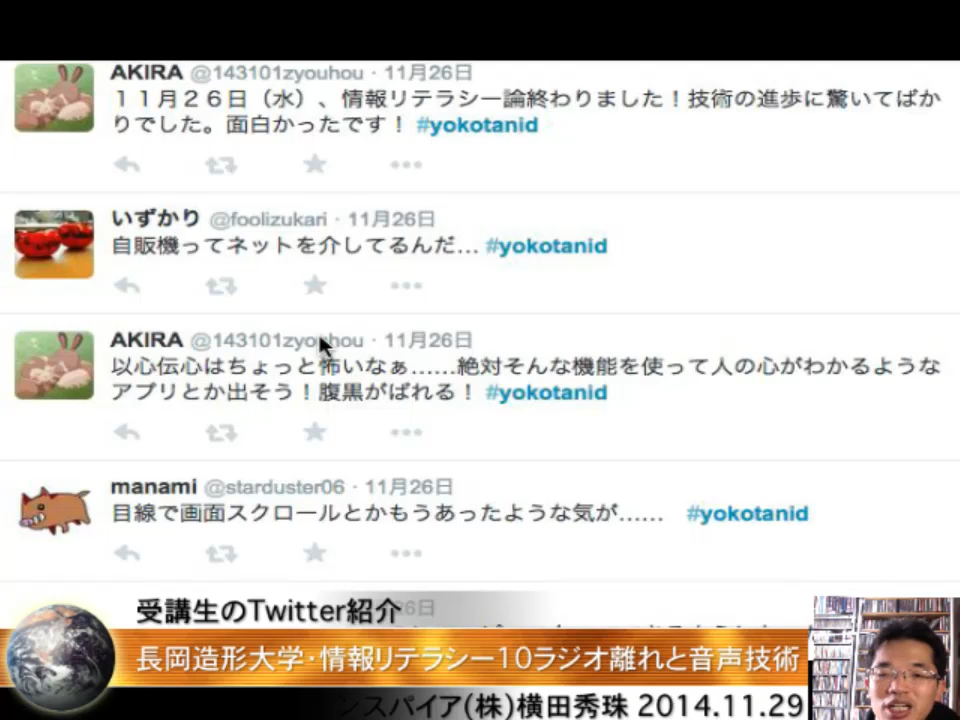 AKIRA @143101zyouhou · 11月26日
１１月２６日（水）、情報リテラシー論終わりました！技術の進歩に驚いてばか
りでした。面白かったです！ #yokotanid
いずかり @foolizukari · 11月26日
自販機ってネットを介してるんだ… #yokotanid
AKIRA @143101zyouhou · 11月26日
以心伝心はちょっと怖いなぁ……絶対そんな機能を使って人の心がわかるような
アプリとか出そう！腹黒がばれる！ #yokotanid
manami @starduster06 · 11月26日
目線で画面スクロールとかもうあったような気が…… #yokotanid
26日
受講生のTwitter紹介
長岡造形大学・情報リテラシー10ラジオ離れと音声技術
ンスパイア(株)横田秀珠 2014.11.29